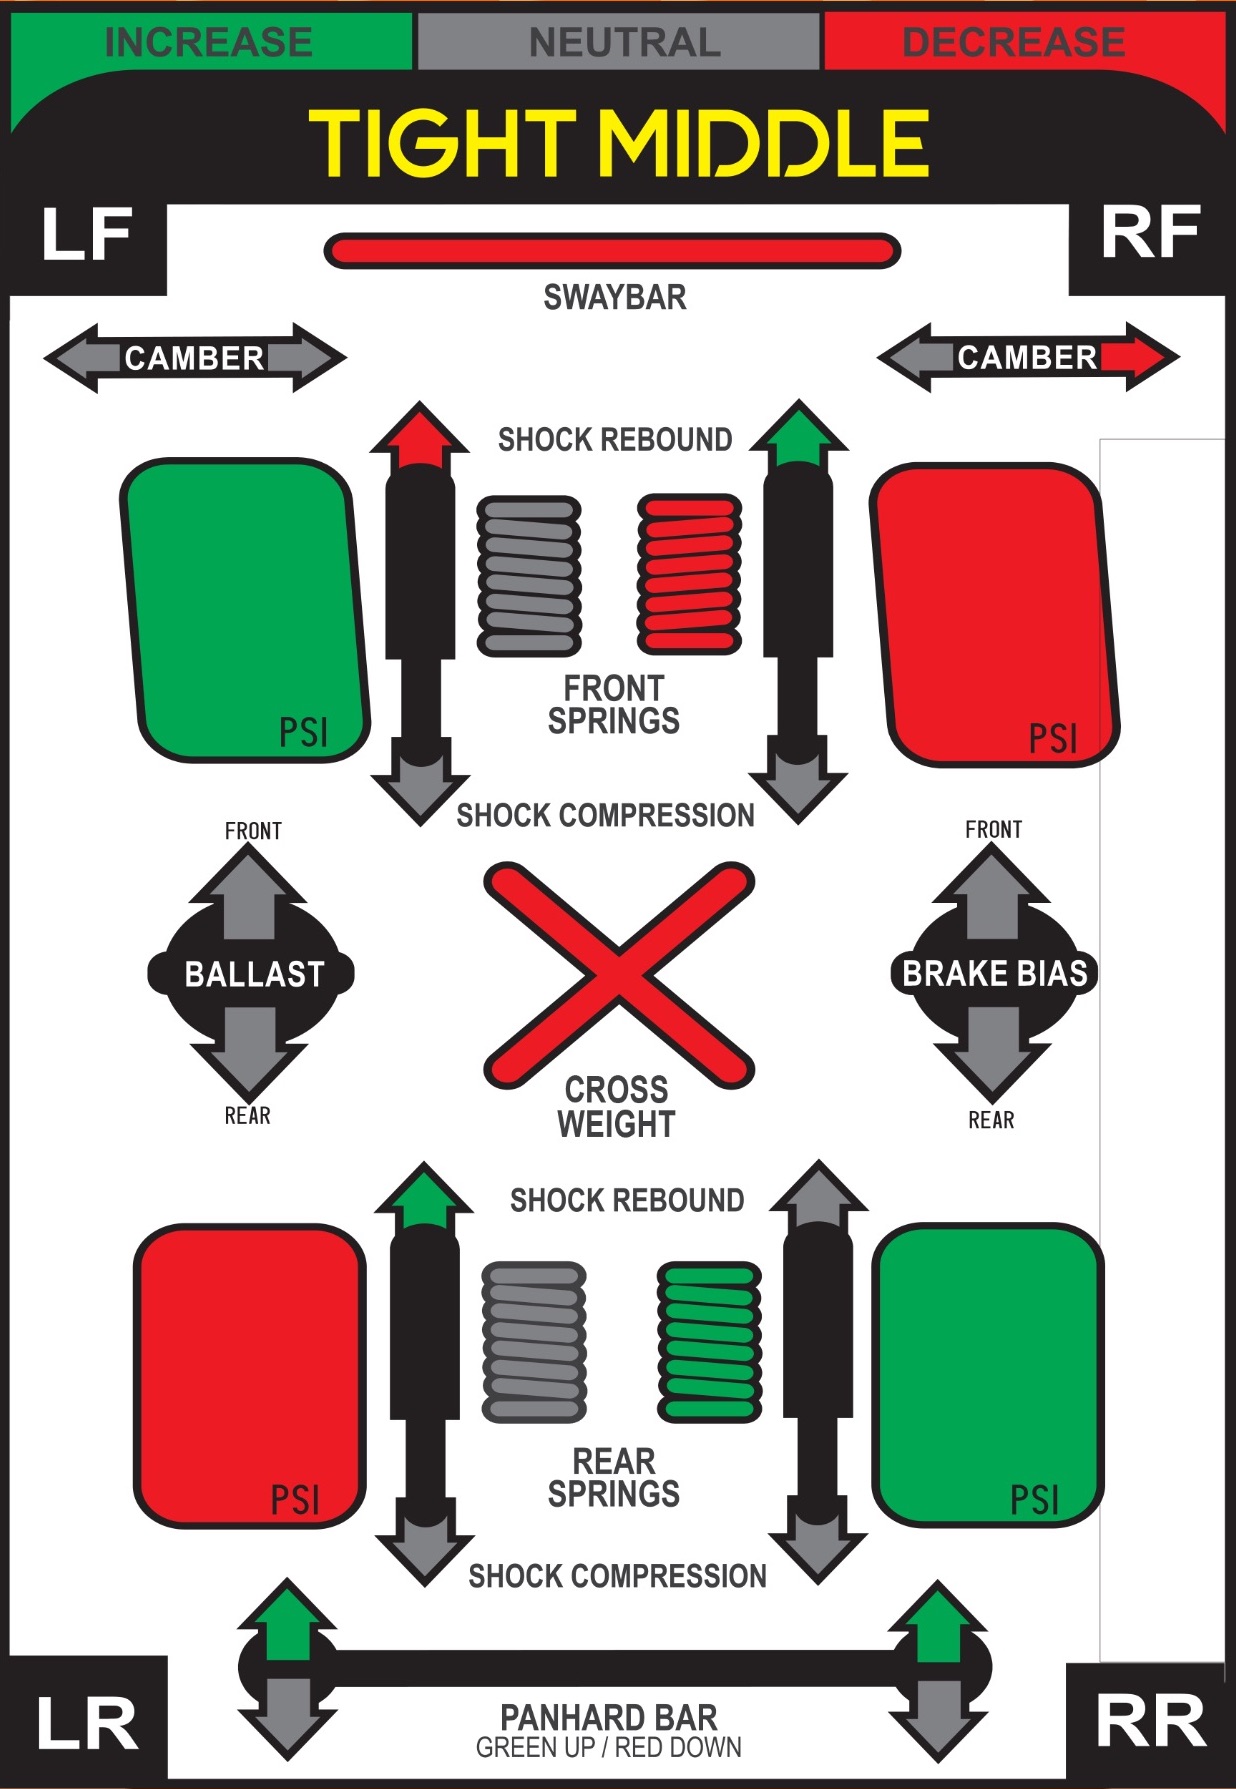 INCREASE NEUTRAL DECREASE
TIGHT MIDDLE
LF
RF
SWAYBAR
CAMBER
CAMBER
SHOCK REBOUND
FRONT
SPRINGS
PSI
PSI
SHOCK COMPRESSION
FRONT
FRONT
BALLAST
BRAKE BIAS
REAR
REAR
CROSS
WEIGHT
SHOCK REBOUND
REAR
SPRINGS
PSI
PSI
SHOCK COMPRESSION
LR
RR
PANHARD BAR
GREEN UP / RED DOWN